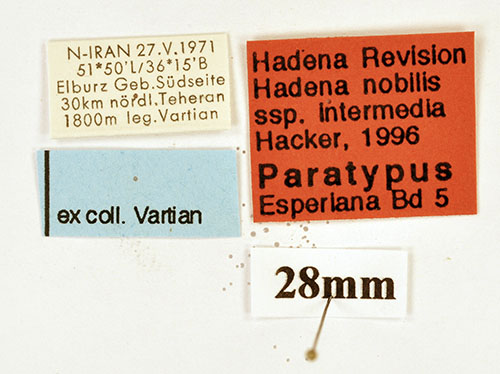 N-IRAN 27.V.1971
51*50'L/36*15'B
Elburz Geb.Südseite
30km nördl.Teheran
1800m leg.Vartian
Hadena Revision
Hadena nobilis
ssp. intermedia
Hacker, 1996
Paratypus
Esperiana Bd 5
ex coll. Vartian
28mm